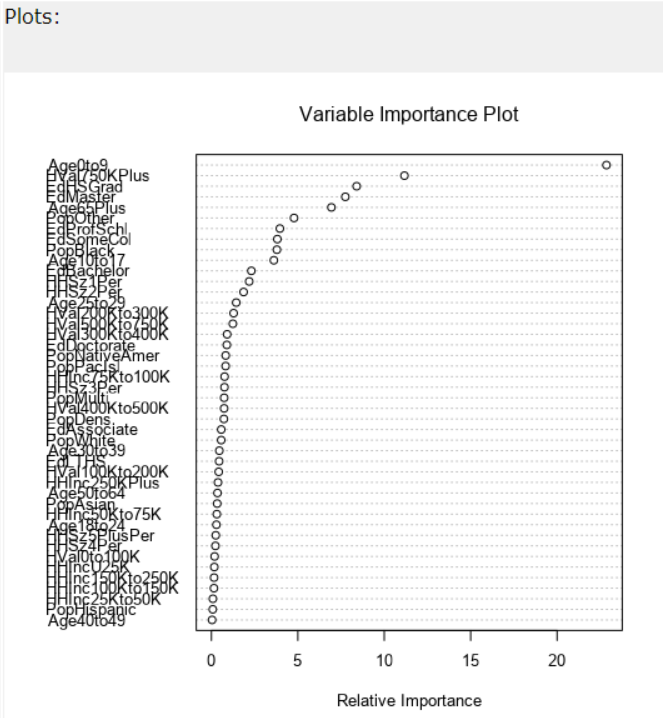 Plots:
Variable Importance Plot
Age0to9
HVal750KPlus
EdHSGrad
EdMaster
Age65Plus
PopOther
EdProfSchl
EdSomeCol
PopBlack
Age10to17
EdBachelor
HHSz1Per
HHSz2Per
Age25to29
HVal200Kto300K
HVal500Kto750K
HVal300Kto400K
EdDoctorate
PopNativeAmer
PopPacIsl
HHInc75Kto100K
HHSz3Per
PopMulti
HVal400Kto500K
PopDens
EdAssociate
PopWhite
Age30to39
EdLTHS
HVal100Kto200K
HHInc250KPlus
Age50to64
PopAsian
HHInc50Kto75K
Age18to24
HHSz5PlusPer
HHSz4Per
HVal0to100K
HHIncU25K
HHInc150Kto250K
HHInc100Kto150K
HHInc25Kto50K
PopHispanic
Age40to49
0 5 10 15 20
Relative Importance